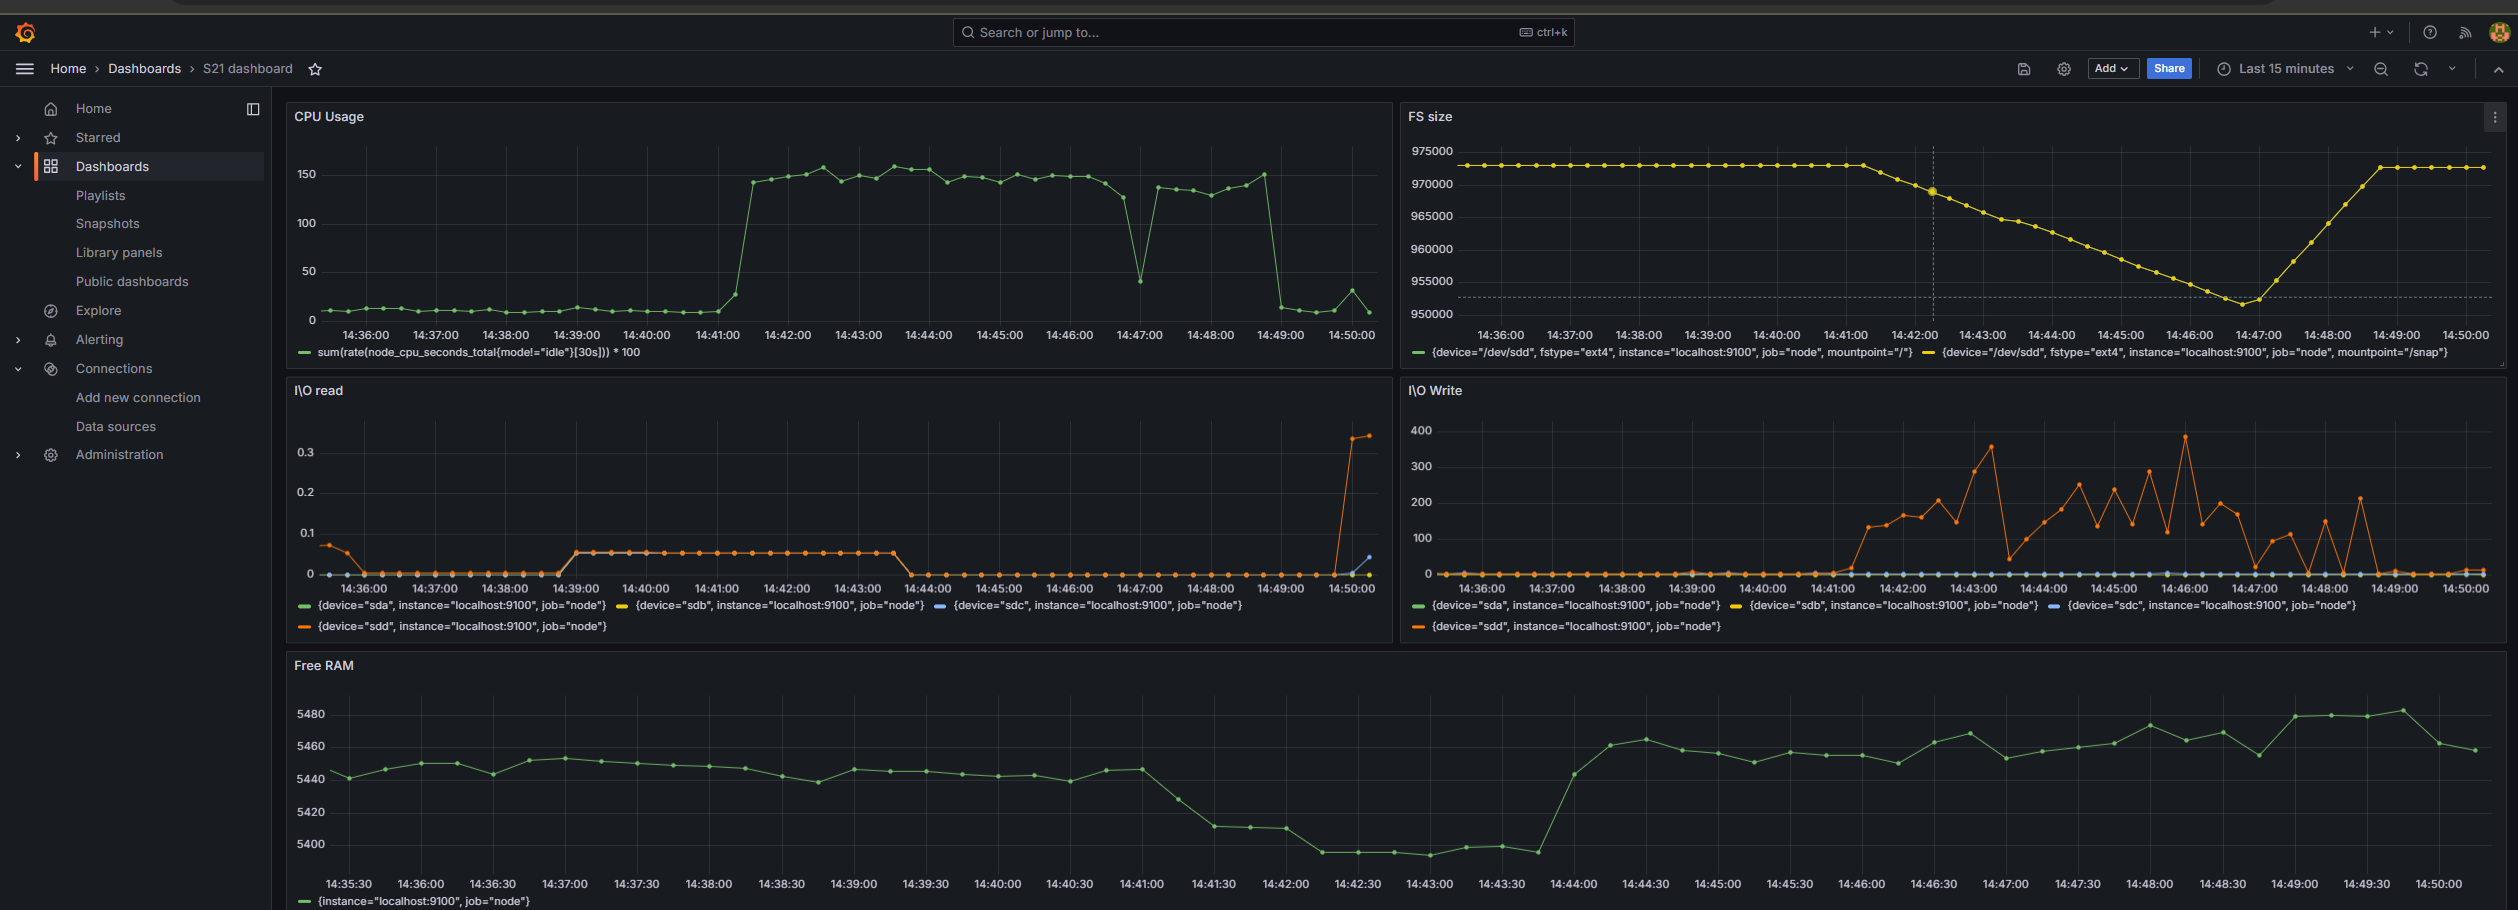 Search or jump to...
ctrl+k
Home › Dashboards › S21 dashboard
Add
Share
Last 15 minutes
Home
Starred
Dashboards
Playlists
Snapshots
Library panels
Public dashboards
Explore
Alerting
Connections
Add new connection
Data sources
Administration
CPU Usage
150
100
50
0
14:36:00 14:37:00 14:38:00 14:39:00 14:40:00 14:41:00 14:42:00 14:43:00 14:44:00 14:45:00 14:46:00 14:47:00 14:48:00 14:49:00 14:50:00
sum(rate(node_cpu_seconds_total{mode!="idle"}[30s])) * 100
FS size
975000
970000
965000
960000
955000
950000
14:36:00 14:37:00 14:38:00 14:39:00 14:40:00 14:41:00 14:42:00 14:43:00 14:44:00 14:45:00 14:46:00 14:47:00 14:48:00 14:49:00 14:50:00
{device="/dev/sdd", fstype="ext4", instance="localhost:9100", job="node", mountpoint="/"} {device="/dev/sdd", fstype="ext4", instance="localhost:9100", job="node", mountpoint="/snap"}
I\O read
0.3
0.2
0.1
0
14:36:00 14:37:00 14:38:00 14:39:00 14:40:00 14:41:00 14:42:00 14:43:00 14:44:00 14:45:00 14:46:00 14:47:00 14:48:00 14:49:00 14:50:00
{device="sda", instance="localhost:9100", job="node"} {device="sdb", instance="localhost:9100", job="node"} {device="sdc", instance="localhost:9100", job="node"}
{device="sdd", instance="localhost:9100", job="node"}
I\O Write
400
300
200
100
0
14:36:00 14:37:00 14:38:00 14:39:00 14:40:00 14:41:00 14:42:00 14:43:00 14:44:00 14:45:00 14:46:00 14:47:00 14:48:00 14:49:00 14:50:00
{device="sda", instance="localhost:9100", job="node"} {device="sdb", instance="localhost:9100", job="node"} {device="sdc", instance="localhost:9100", job="node"}
{device="sdd", instance="localhost:9100", job="node"}
Free RAM
5480
5460
5440
5420
5400
14:35:30 14:36:00 14:36:30 14:37:00 14:37:30 14:38:00 14:38:30 14:39:00 14:39:30 14:40:00 14:40:30 14:41:00 14:41:30 14:42:00 14:42:30 14:43:00 14:43:30 14:44:00 14:44:30 14:45:00 14:45:30 14:46:00 14:46:30 14:47:00 14:47:30 14:48:00 14:48:30 14:49:00 14:49:30 14:50:00
{instance="localhost:9100", job="node"}